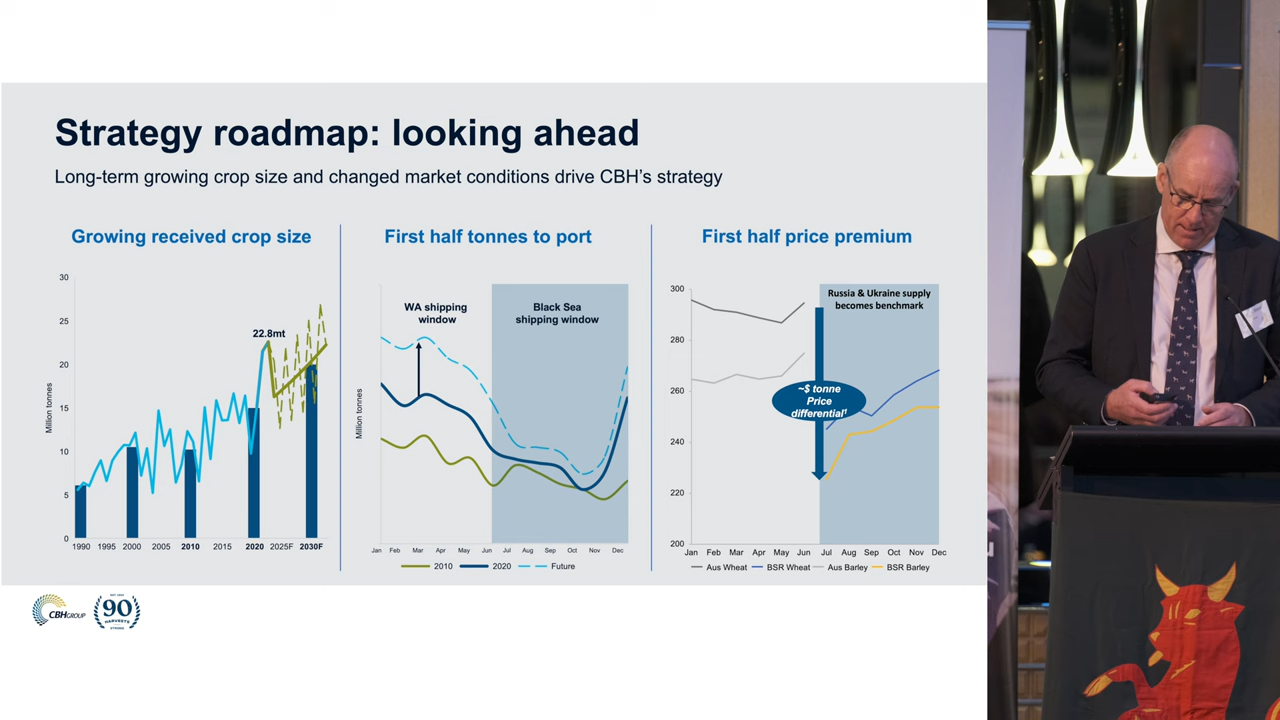 Strategy roadmap: looking ahead
Long-term growing crop size and changed market conditions drive CBH's strategy
Growing received crop size
30
25
20
15
10
5
0
Million tonnes
22.8mt
1990 1995 2000 2005 2010 2015 2020 2025F 2030F
First half tonnes to port
Million tonnes
WA shipping
window
Black Sea
shipping window
Jan Feb Mar Apr May Jun Jul Aug Sep Oct Nov Dec
2010 2020 Future
First half price premium
300
280
260
240
220
200
Russia & Ukraine supply
becomes benchmark
~$ tonne
Price
differential¹
Jan Feb Mar Apr May Jun Jul Aug Sep Oct Nov Dec
Aus Wheat BSR Wheat Aus Barley BSR Barley
CBHGROUP
90
HARVESTS
STRONG